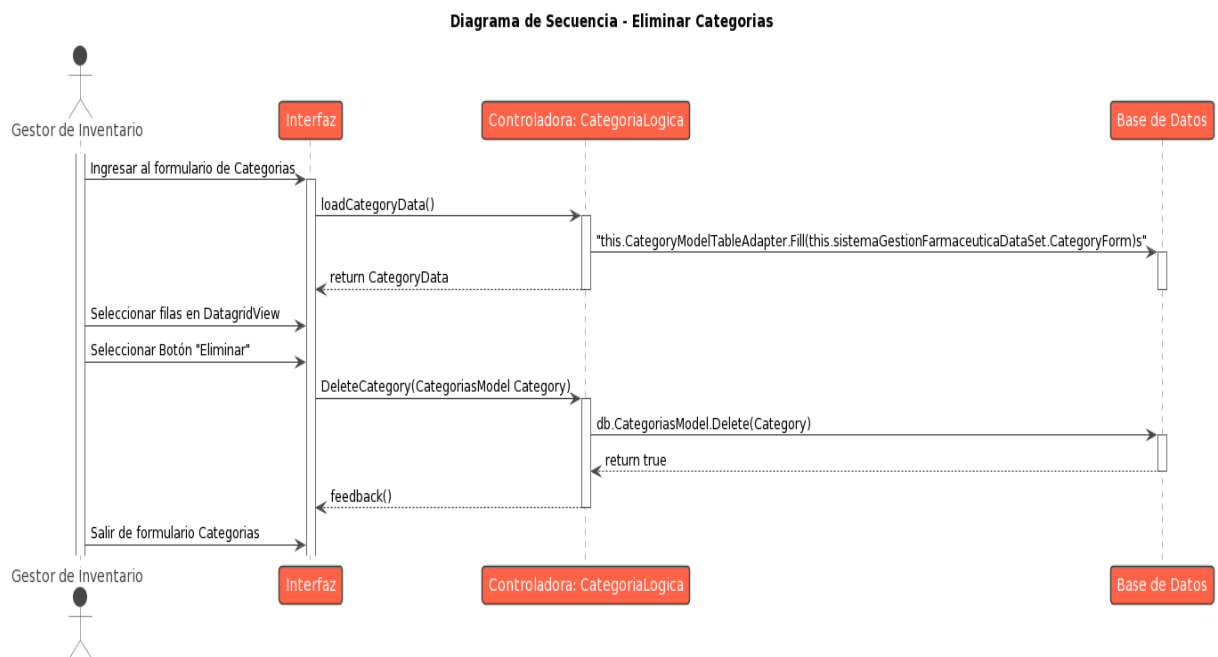 Diagrama de Secuencia - Eliminar Categorias
Gestor de Inventario
Interfaz
Controladora: CategoriaLogica
Base de Datos
Ingresar al formulario de Categorias
loadCategoryData()
"this.CategoryModelTableAdapter.Fill(this.sistemaGestionFarmaceuticaDataSet.CategoryForm)s"
return CategoryData
Seleccionar filas en DatagridView
Seleccionar Botón "Eliminar"
DeleteCategory(CategoriasModel Category)
db.CategoriasModel.Delete(Category)
return true
feedback()
Salir de formulario Categorias
Gestor de Inventario
Interfaz
Controladora: CategoriaLogica
Base de Datos